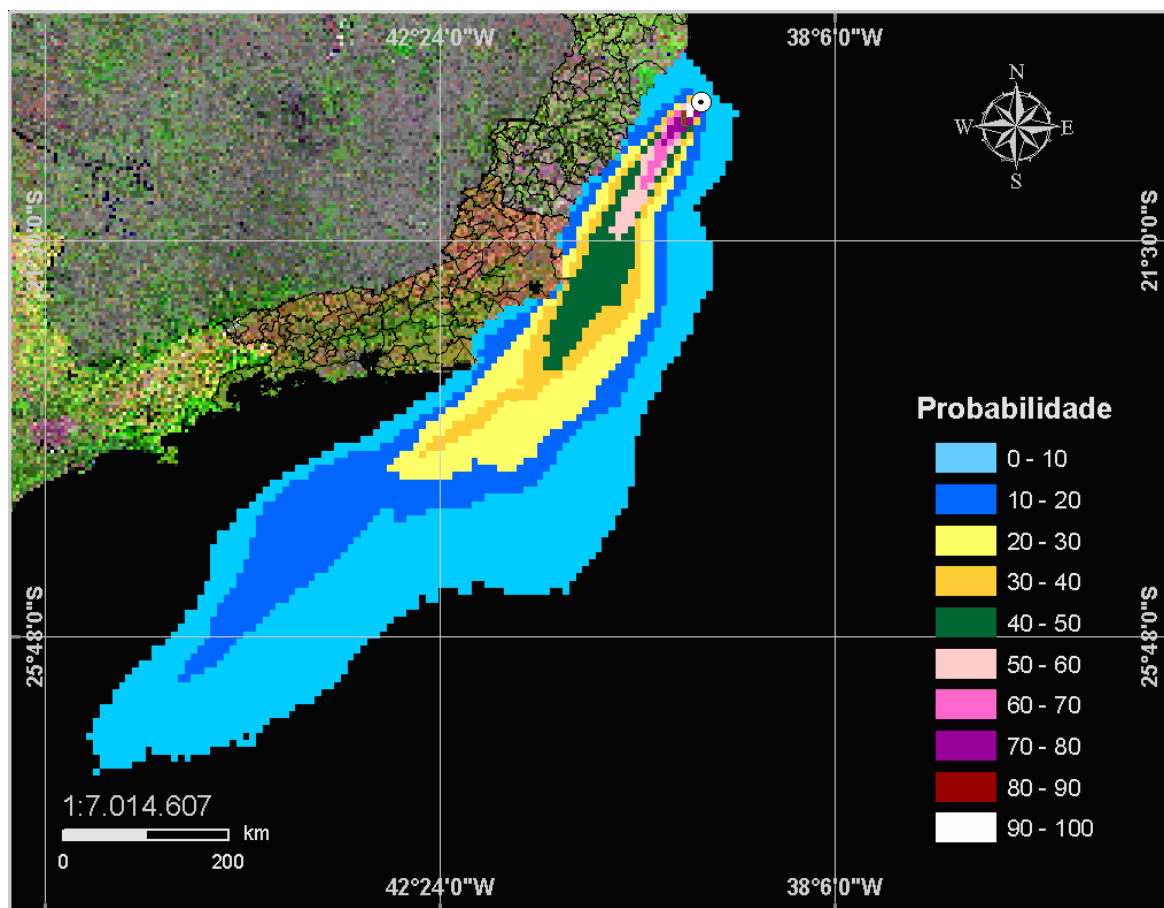 42°24'0"W
38°6'0"W
N
W
E
S
21°30'0"S
21°30'0"S
Probabilidade
0 - 10
10 - 20
20 - 30
30 - 40
40 - 50
50 - 60
60 - 70
70 - 80
80 - 90
90 - 100
25°48'0"S
25°48'0"S
1:7.014.607
km
0
200
42°24'0"W
38°6'0"W